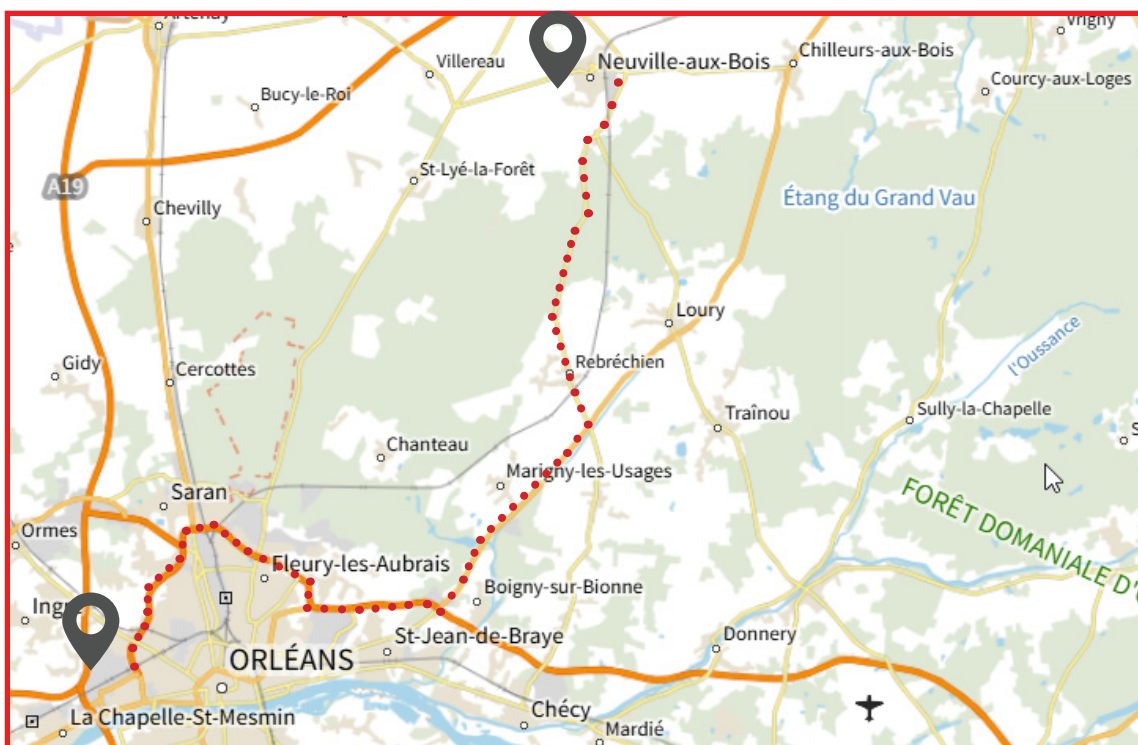 Villereau
Neuville-aux-Bois
Chilleurs-aux-Bois
Vrigny
Courcy-aux-Loges
Bucy-le-Roi
A19
St-Lyé-la-Forêt
Chevilly
Étang du Grand Vau
Loury
l'Oussance
Gidy
Cercottes
Rebréchien
Traînou
Sully-la-Chapelle
Chanteau
Marigny-les-Usages
Saran
FORÊT DOMANIALE D'
Ormes
Fleury-les-Aubrais
Boigny-sur-Bionne
St-Jean-de-Braye
Donnery
ORLÉANS
La Chapelle-St-Mesmin
Chécy
Mardié